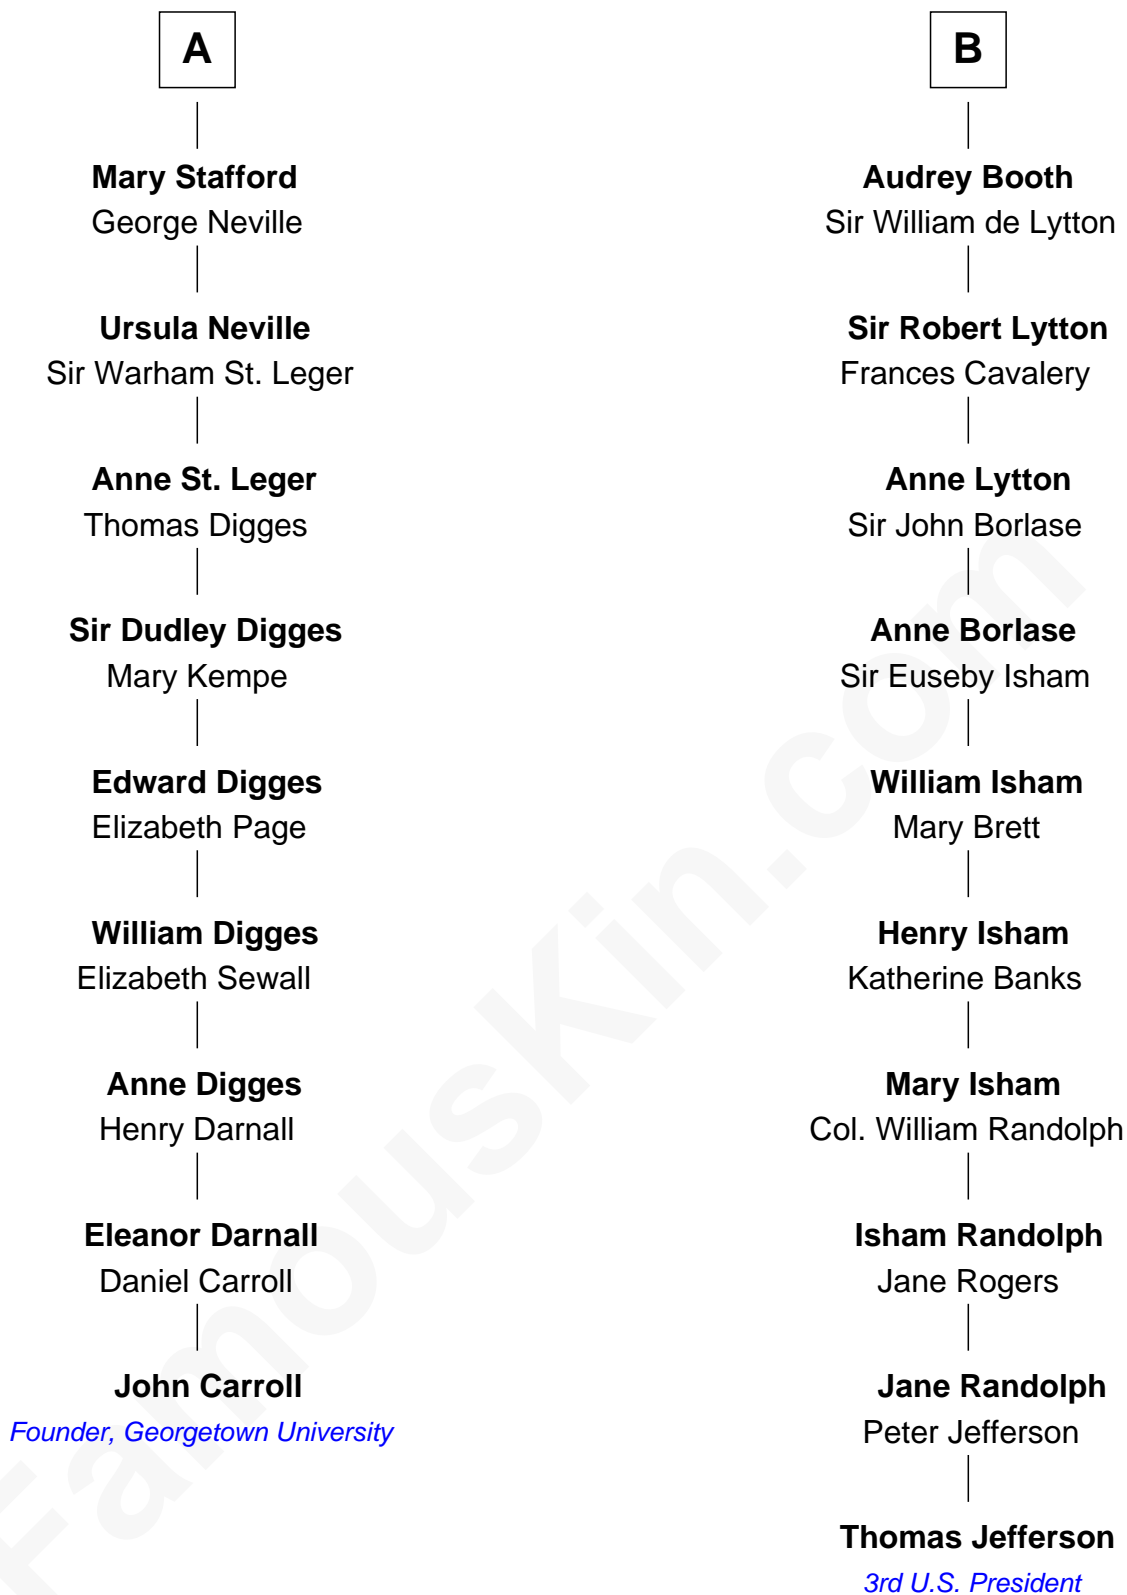 A
Mary Stafford
George Neville
Ursula Neville
Sir Warham St. Leger
Anne St. Leger
Thomas Digges
Sir Dudley Digges
Mary Kempe
Edward Digges
Elizabeth Page
William Digges
Elizabeth Sewall
Anne Digges
Henry Darnall
Eleanor Darnall
Daniel Carroll
John Carroll
Founder, Georgetown University
B
Audrey Booth
Sir William de Lytton
Sir Robert Lytton
Frances Cavalery
Anne Lytton
Sir John Borlase
Anne Borlase
Sir Euseby Isham
William Isham
Mary Brett
Henry Isham
Katherine Banks
Mary Isham
Col. William Randolph
Isham Randolph
Jane Rogers
Jane Randolph
Peter Jefferson
Thomas Jefferson
3rd U.S. President
FamousKin.com